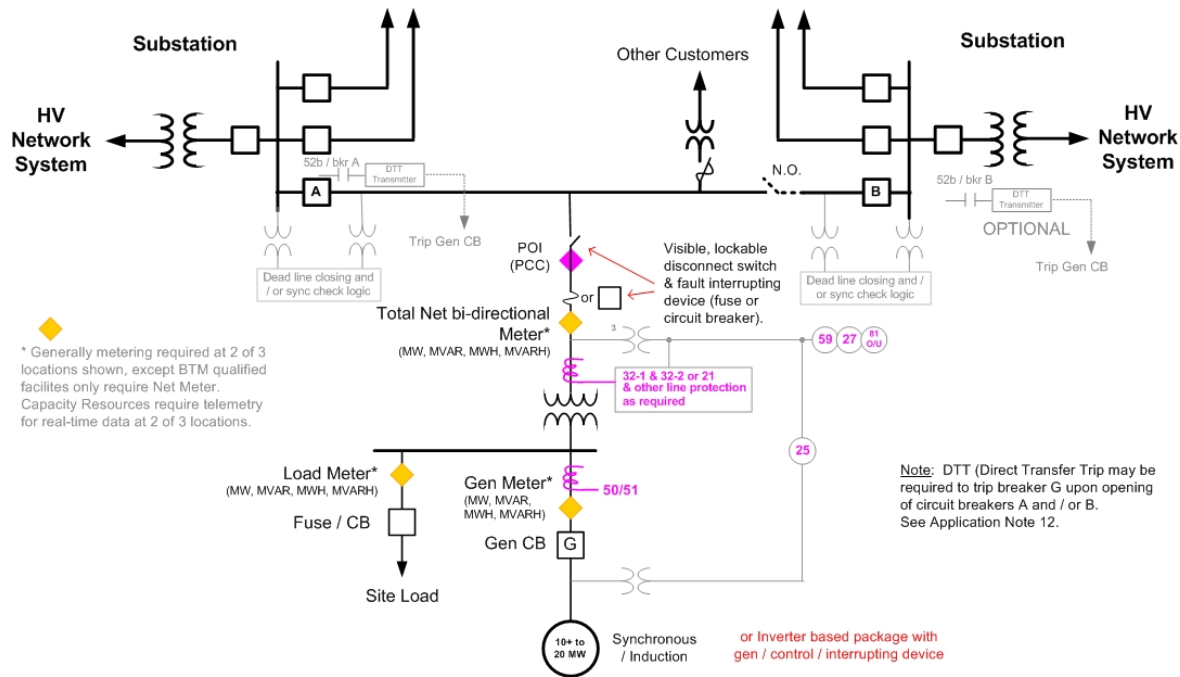 Substation
Substation
Other Customers
HV
Network
System
HV
Network
System
52b / bkr A
DTT
Transmitter
A
N.O.
B
52b / bkr B
DTT
Transmitter
OPTIONAL
Trip Gen CB
Trip Gen CB
Dead line closing and
/ or sync check logic
POI
(PCC)
Visible, lockable
disconnect switch
& fault interrupting
device (fuse or
circuit breaker).
Dead line closing and /
or sync check logic
or
Total Net bi-directional
Meter*
(MW, MVAR, MWH, MVARH)
3
59
27
81
O/U
* Generally metering required at 2 of 3
locations shown, except BTM qualified
facilites only require Net Meter.
Capacity Resources require telemetry
for real-time data at 2 of 3 locations.
32-1 & 32-2 or 21
& other line protection
as required
25
Load Meter*
(MW, MVAR, MWH, MVARH)
Fuse / CB
Site Load
Gen Meter*
(MW, MVAR,
MWH, MVARH)
50/51
Gen CB
G
Note: DTT (Direct Transfer Trip may be
required to trip breaker G upon opening
of circuit breakers A and / or B.
See Application Note 12.
10+ to
20 MW
Synchronous
/ Induction
or Inverter based package with
gen / control / interrupting device